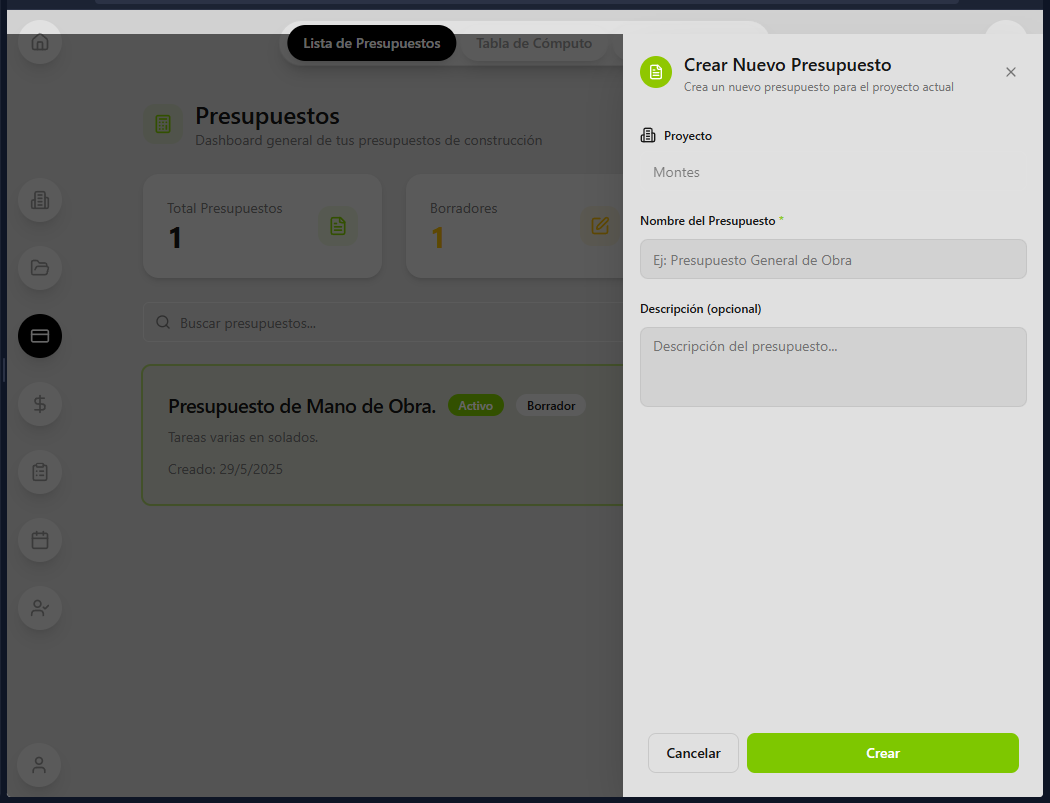 Lista de Presupuestos
Tabla de Cómputo
Presupuestos
Dashboard general de tus presupuestos de construcción
Total Presupuestos
1
Borradores
1
Buscar presupuestos...
Presupuesto de Mano de Obra.
Activo
Borrador
Tareas varias en solados.
Creado: 29/5/2025
Crear Nuevo Presupuesto
Crea un nuevo presupuesto para el proyecto actual
Proyecto
Montes
Nombre del Presupuesto *
Ej: Presupuesto General de Obra
Descripción (opcional)
Descripción del presupuesto...
Cancelar
Crear